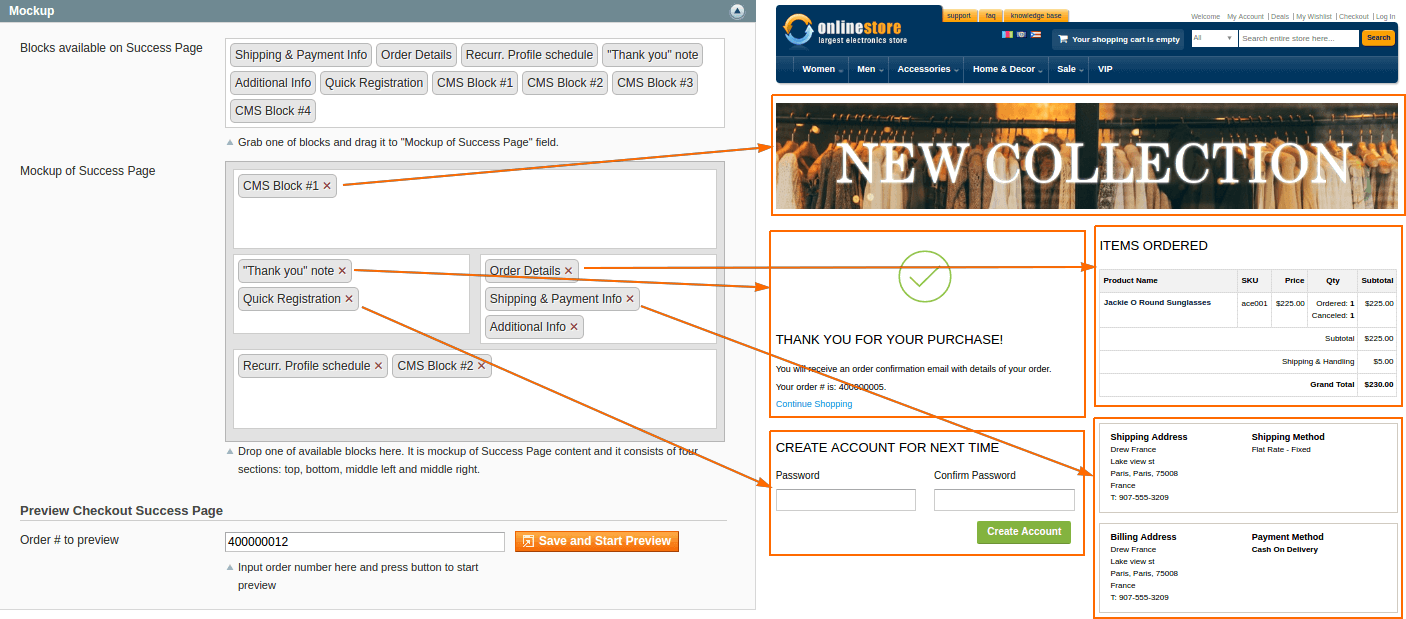 Mockup
Blocks available on Success Page
Shipping & Payment Info
Order Details
Recurr. Profile schedule
"Thank you" note
Additional Info
Quick Registration
CMS Block #1
CMS Block #2
CMS Block #3
CMS Block #4
Grab one of blocks and drag it to "Mockup of Success Page" field.
Mockup of Success Page
CMS Block #1 ×
"Thank you" note ×
Quick Registration ×
Order Details ×
Shipping & Payment Info ×
Additional Info ×
Recurr. Profile schedule ×
CMS Block #2 ×
Drop one of available blocks here. It is mockup of Success Page content and it consists of four
sections: top, bottom, middle left and middle right.
Preview Checkout Success Page
Order # to preview
400000012
Save and Start Preview
Input order number here and press button to start
preview
onlinestore
largest electronics store
support
faq
knowledge base
Welcome
My Account | Deals | My Wishlist | Checkout | Log In
Your shopping cart is empty
All
Search entire store here...
Search
Women
Men
Accessories
Home & Decor
Sale
VIP
NEW COLLECTION
THANK YOU FOR YOUR PURCHASE!
You will receive an order confirmation email with details of your order.
Your order # is: 400000005.
Continue Shopping
CREATE ACCOUNT FOR NEXT TIME
Password
Confirm Password
Create Account
ITEMS ORDERED
Product Name SKU Price Qty Subtotal
Jackie O Round Sunglasses ace001 $225.00 Ordered: 1 $225.00
Canceled: 1
Subtotal $225.00
Shipping & Handling $5.00
Grand Total $230.00
Shipping Address
Drew France
Lake view st
Paris, Paris, 75008
France
T: 907-555-3209
Shipping Method
Flat Rate - Fixed
Billing Address
Drew France
Lake view st
Paris, Paris, 75008
France
T: 907-555-3209
Payment Method
Cash On Delivery